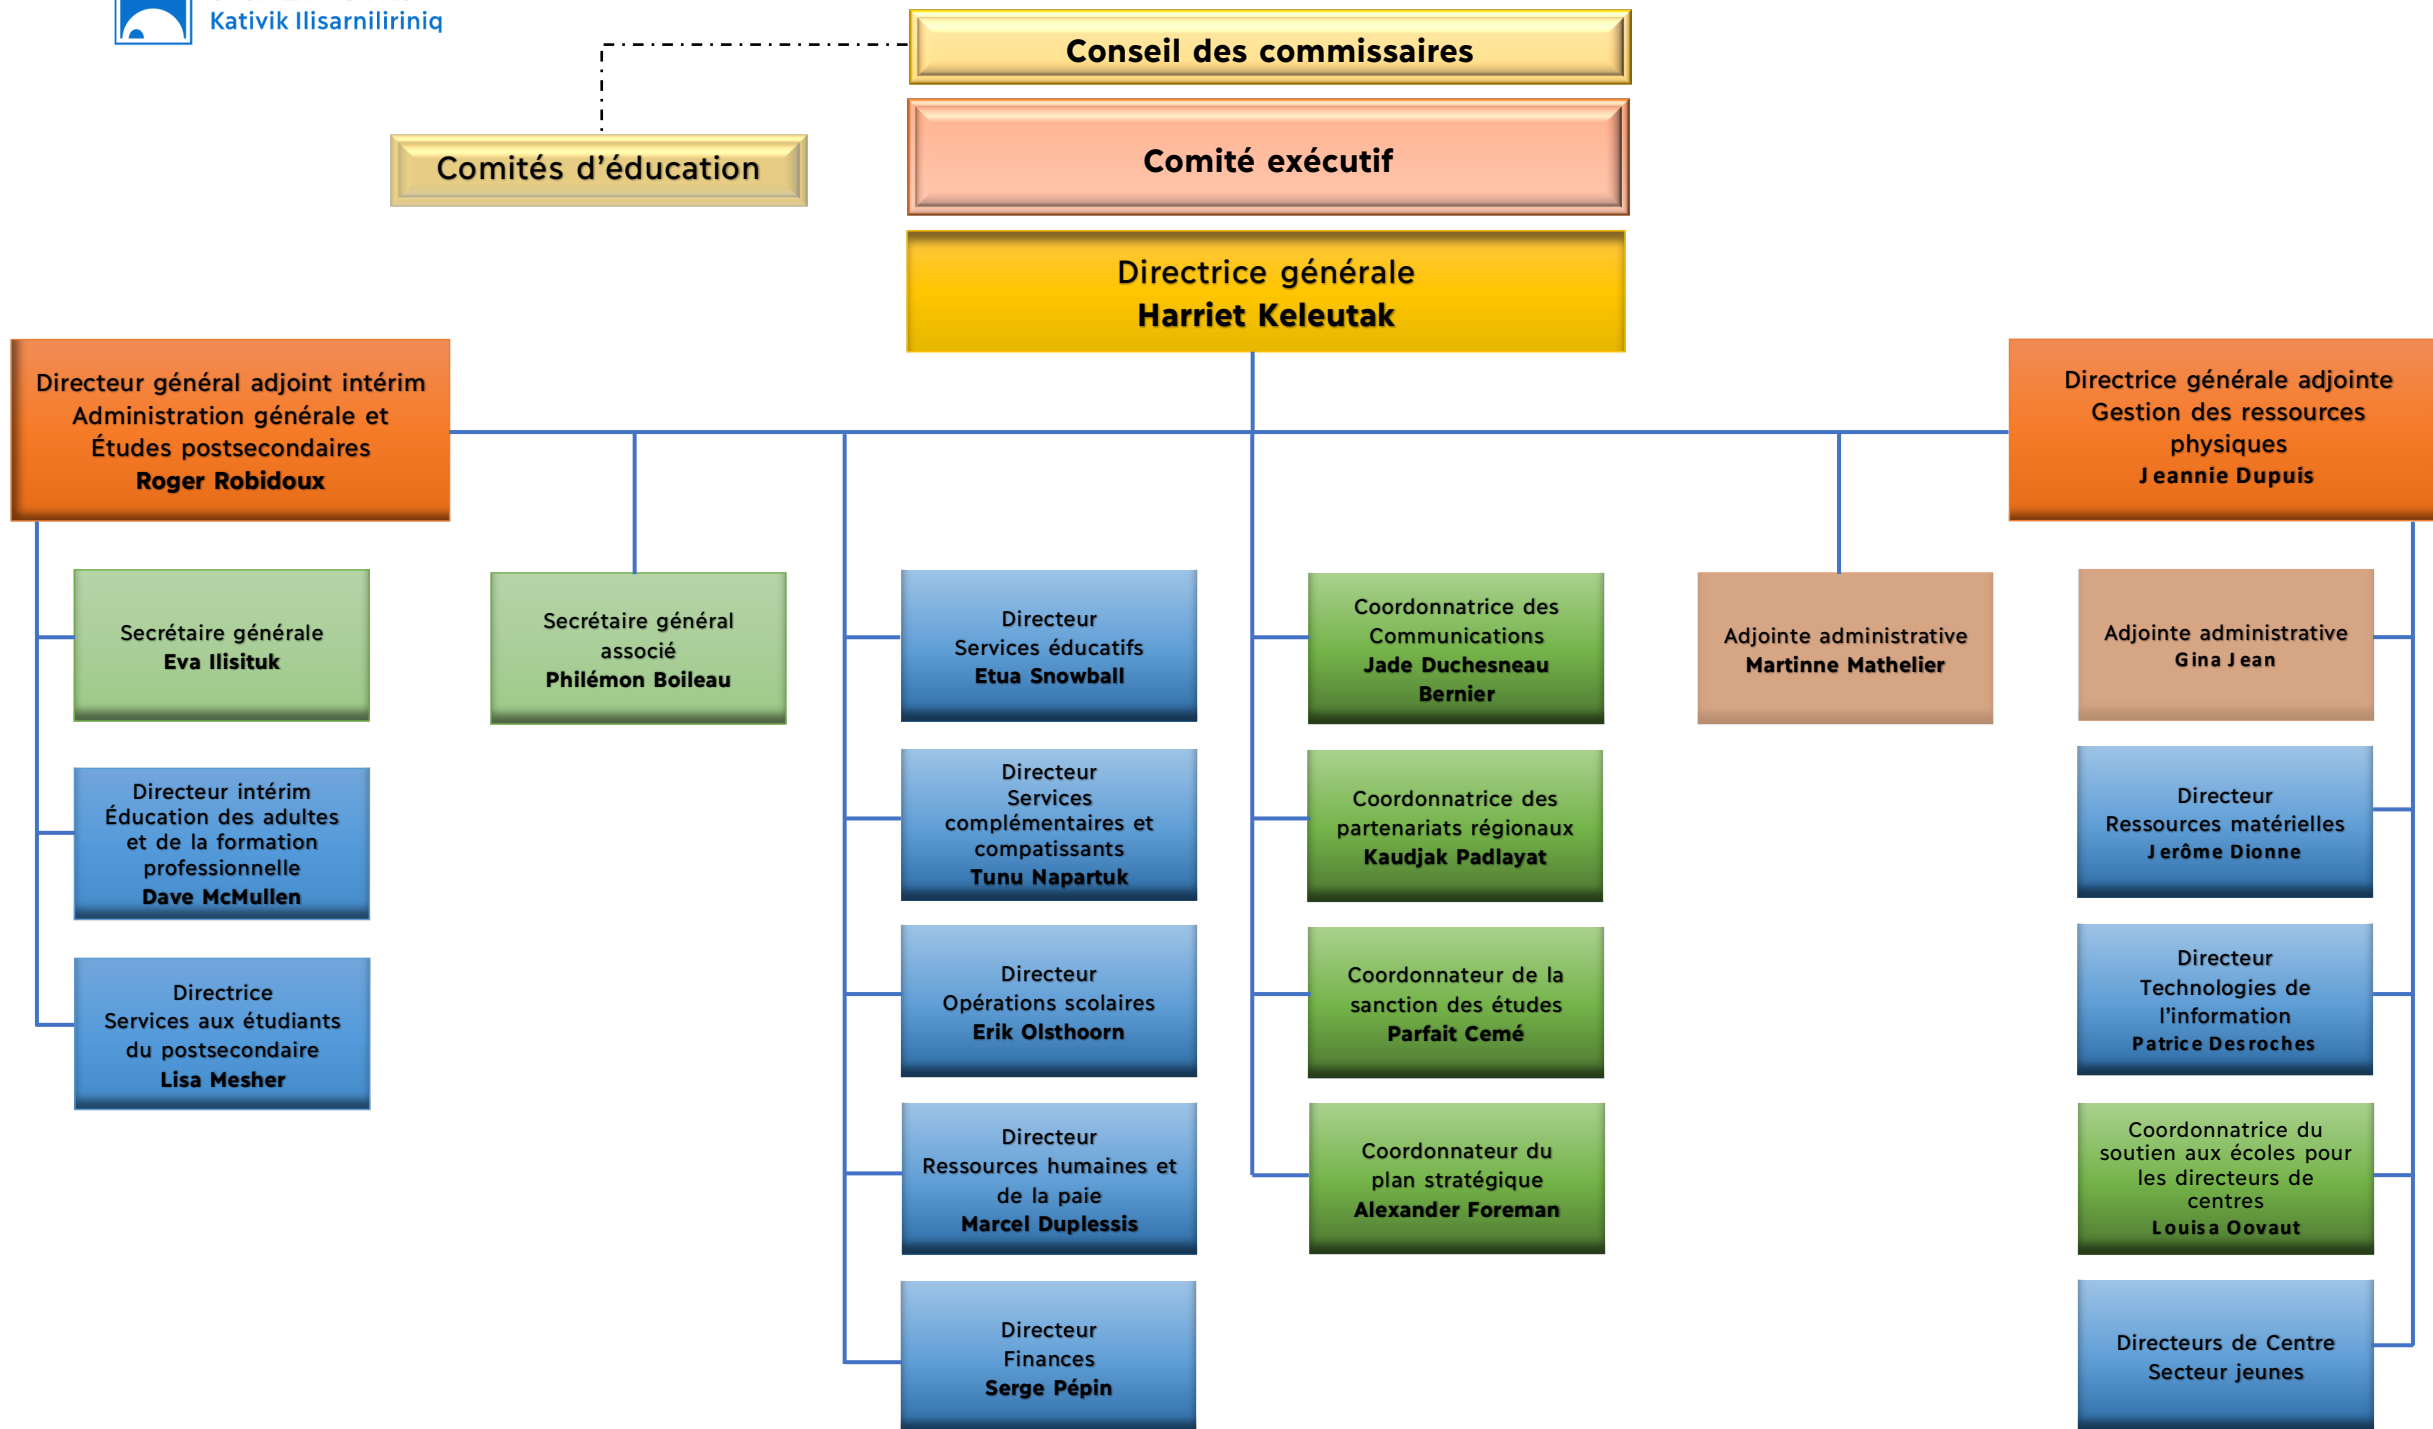 Kativik Ilisarniliriniq
Conseil des commissaires
Comités d'éducation
Comité exécutif
Directrice générale
Harriet Keleutak
Directeur général adjoint intérim
Administration générale et
Études postsecondaires
Roger Robidoux
Directrice générale adjointe
Gestion des ressources
physiques
Jeannie Dupuis
Secrétaire générale
Eva Ilisituk
Directeur intérim
Éducation des adultes
et de la formation
professionnelle
Dave McMullen
Directrice
Services aux étudiants
du postsecondaire
Lisa Mesher
Secrétaire général
associé
Philémon Boileau
Directeur
Services éducatifs
Etua Snowball
Directeur
Services
complémentaires et
compatissants
Tunu Napartuk
Directeur
Opérations scolaires
Erik Olsthoorn
Directeur
Ressources humaines et
de la paie
Marcel Duplessis
Directeur
Finances
Serge Pépin
Coordonnatrice des
Communications
Jade Duchesneau
Bernier
Coordonnatrice des
partenariats régionaux
Kaudjak Padlayat
Coordonnateur de la
sanction des études
Parfait Cemé
Coordonnateur du
plan stratégique
Alexander Foreman
Adjointe administrative
Martinne Mathelier
Adjointe administrative
Gina Jean
Directeur
Ressources matérielles
Jerôme Dionne
Directeur
Technologies de
l'information
Patrice Desroches
Coordonnatrice du
soutien aux écoles pour
les directeurs de
centres
Louisa Oovaut
Directeurs de Centre
Secteur jeunes